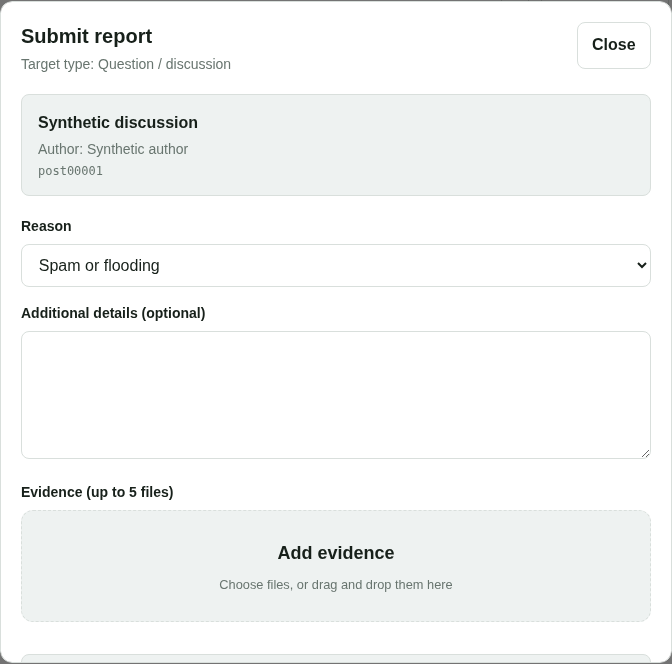 Submit report
Close
Target type: Question / discussion
Synthetic discussion
Author: Synthetic author
post00001
Reason
Spam or flooding
Additional details (optional)
Evidence (up to 5 files)
Add evidence
Choose files, or drag and drop them here